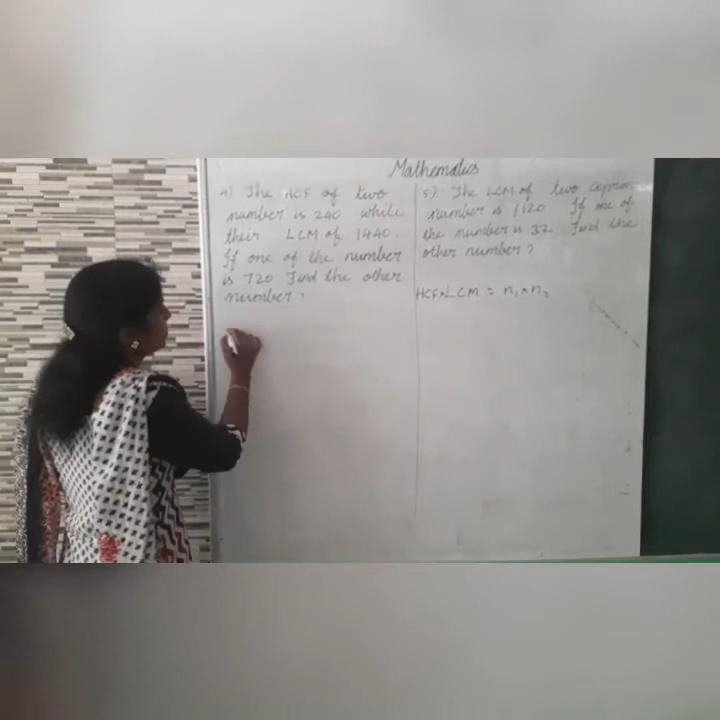 Mathematics
4) The HCF of two
number is 240 while
their LCM of 1440
If one of the number
is 720 Find the other
number?
5) The LCM of two coprime
number is 1120 If one of
the number is 32 Find the
other number?
HCF×LCM = n₁×n₂